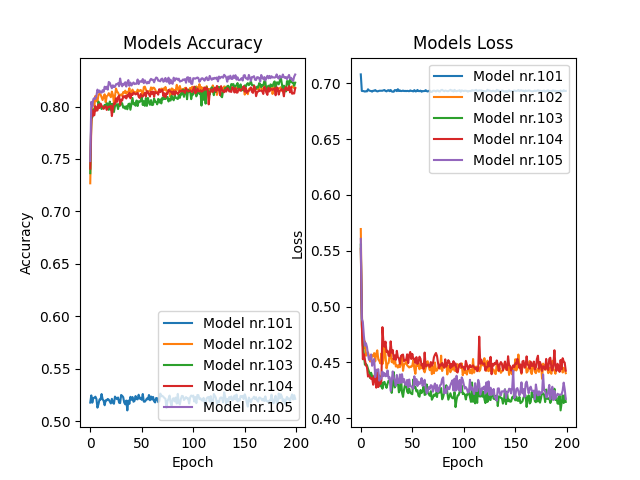 Models Accuracy
Accuracy
0.80
0.75
0.70
0.65
0.60
0.55
0.50
0
50
100
150
200
Epoch
Model nr.101
Model nr.102
Model nr.103
Model nr.104
Model nr.105
Models Loss
Loss
0.70
0.65
0.60
0.55
0.50
0.45
0.40
0
50
100
150
200
Epoch
Model nr.101
Model nr.102
Model nr.103
Model nr.104
Model nr.105